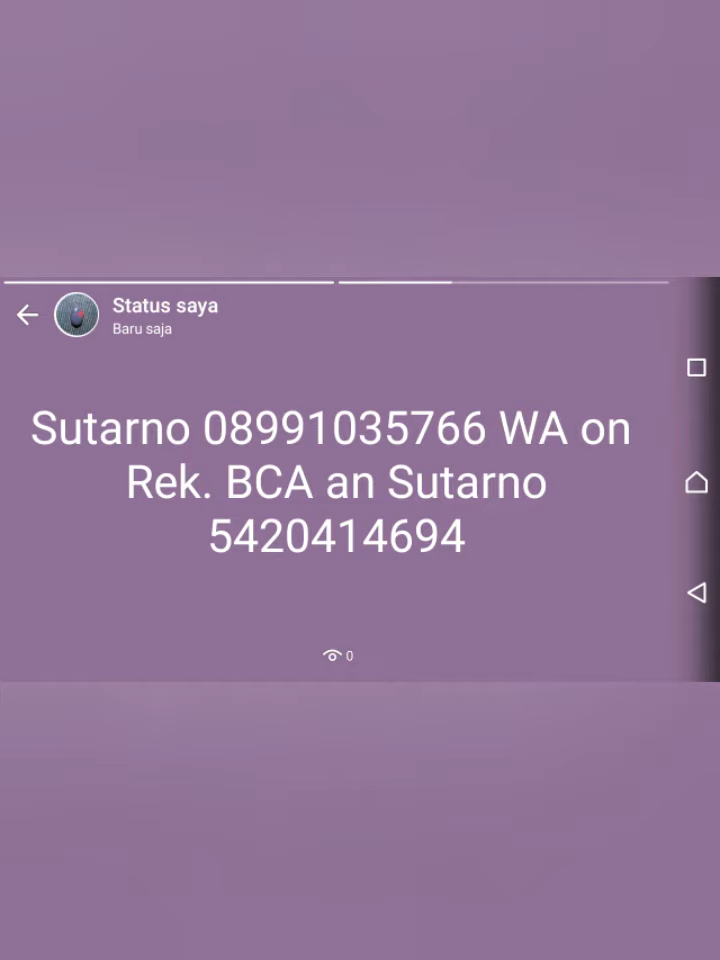 Status saya
Baru saja
Sutarno 08991035766 WA on
Rek. BCA an Sutarno
5420414694
0